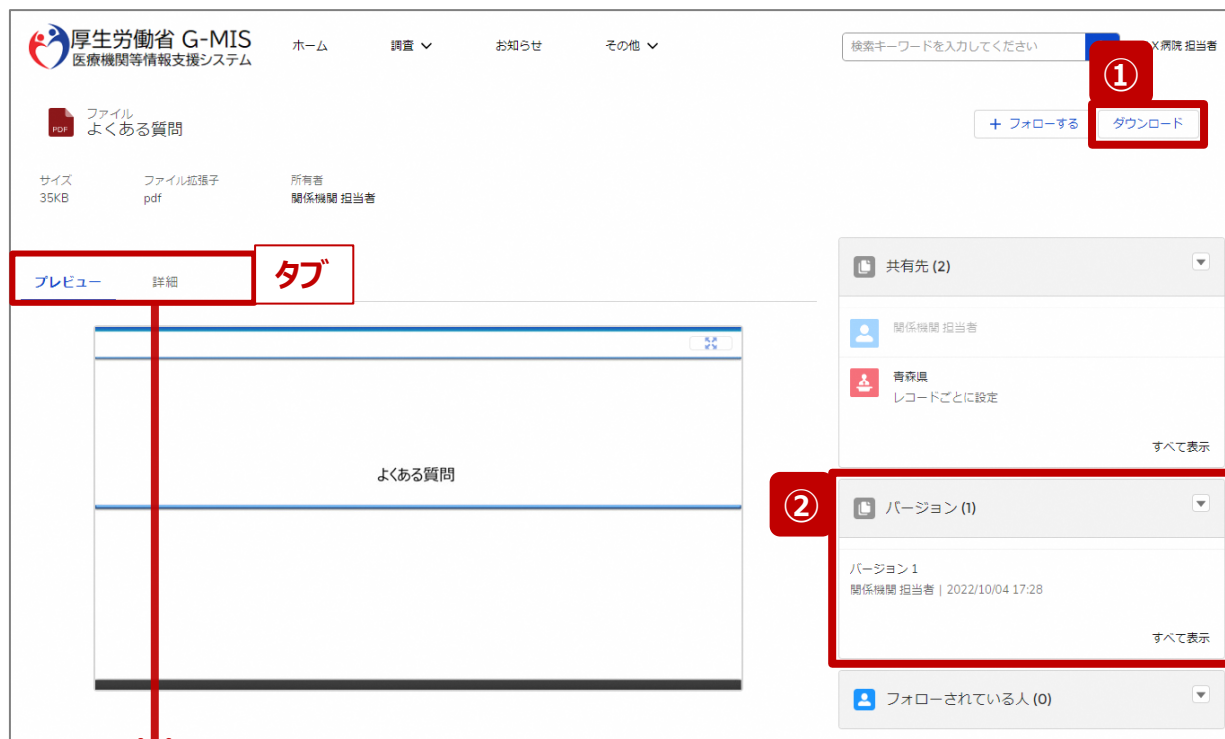 厚生労働省 G-MIS
医療機関等情報支援システム
ホーム
調査
お知らせ
その他
検索キーワードを入力してください
X病院 担当者
①
PDF
ファイル
よくある質問
+ フォローする
ダウンロード
サイズ
35KB
ファイル拡張子
pdf
所有者
関係機関 担当者
プレビュー
詳細
タブ
よくある質問
共有先 (2)
関係機関 担当者
青森県
レコードごとに設定
すべて表示
②
バージョン (1)
バージョン 1
関係機関 担当者 | 2022/10/04 17:28
すべて表示
フォローされている人 (0)